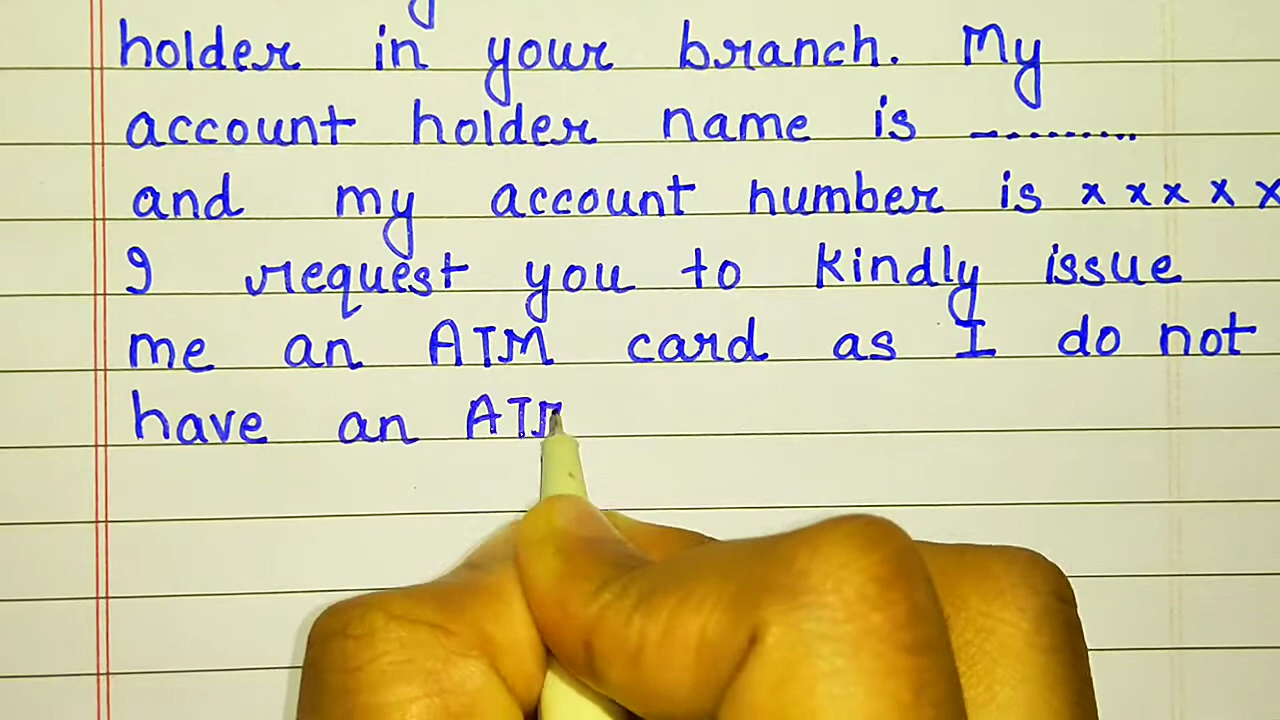 holder in your branch. My
account holder name is ..........
and my account number is x x x x x
I request you to kindly issue
me an ATM card as I do not
have an ATM